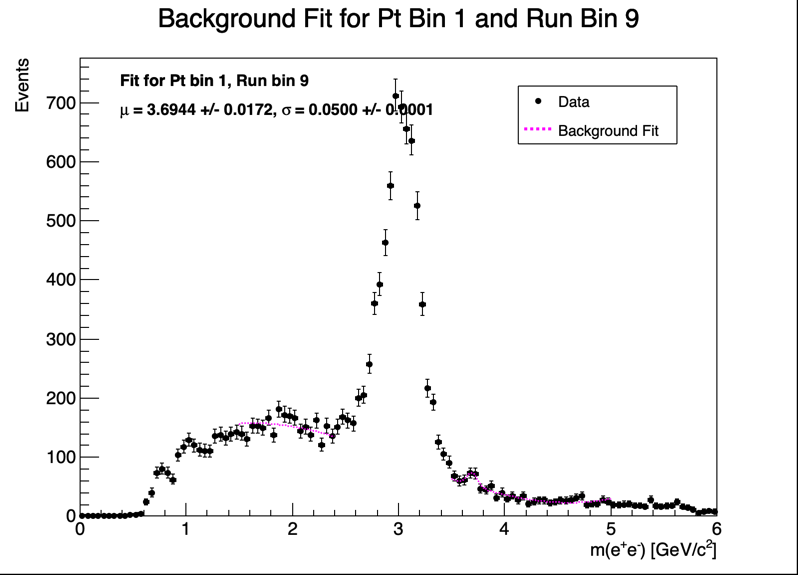 Background Fit for Pt Bin 1 and Run Bin 9
Events
Fit for Pt bin 1, Run bin 9
μ = 3.6944 +/- 0.0172, σ = 0.0500 +/- 0.0001
Data
Background Fit
700
600
500
400
300
200
100
0
0 1 2 3 4 5 6
m(e⁺e⁻) [GeV/c²]